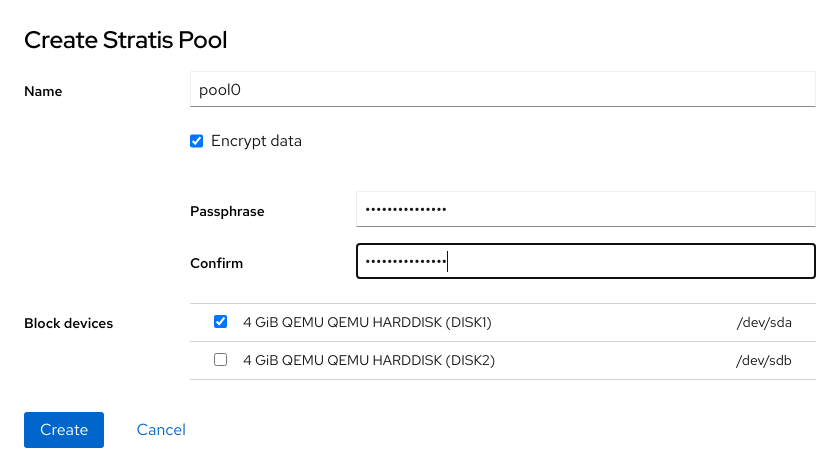 Create Stratis Pool
Name
pool0
Encrypt data
Passphrase
•••••••••••••••
Confirm
•••••••••••••••
Block devices
4 GiB QEMU QEMU HARDDISK (DISK1) /dev/sda
4 GiB QEMU QEMU HARDDISK (DISK2) /dev/sdb
Create Cancel